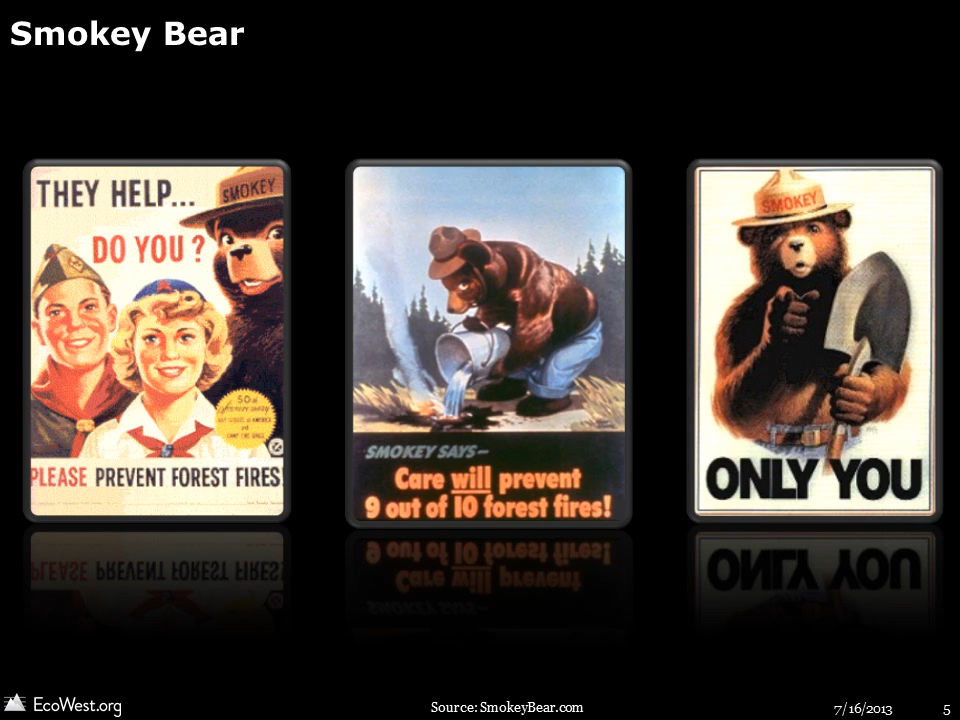 Smokey Bear
THEY HELP...
SMOKEY
DO YOU?
50th
PLEASE PREVENT FOREST FIRES!
SMOKEY SAYS—
Care will prevent
9 out of 10 forest fires!
SMOKEY
ONLY YOU
EcoWest.org
Source: SmokeyBear.com
7/16/2013
5